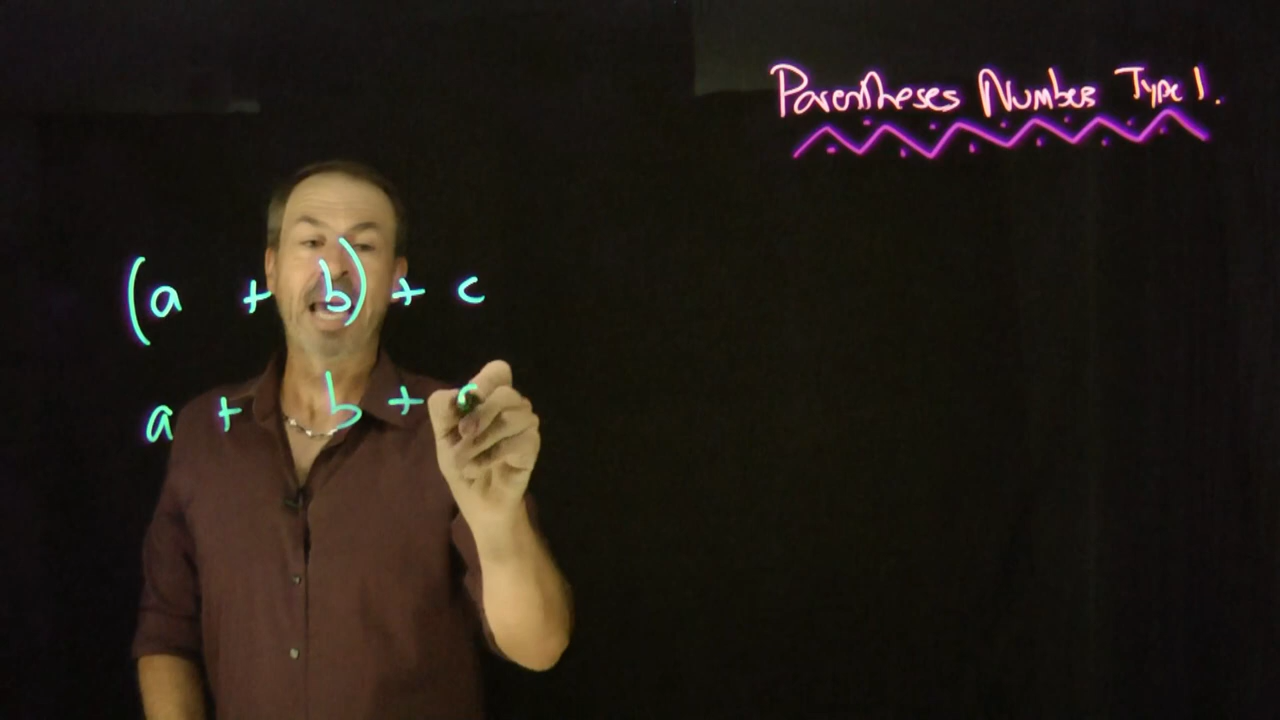 Parentheses Number Type 1.
(a + b) + c
a + b +